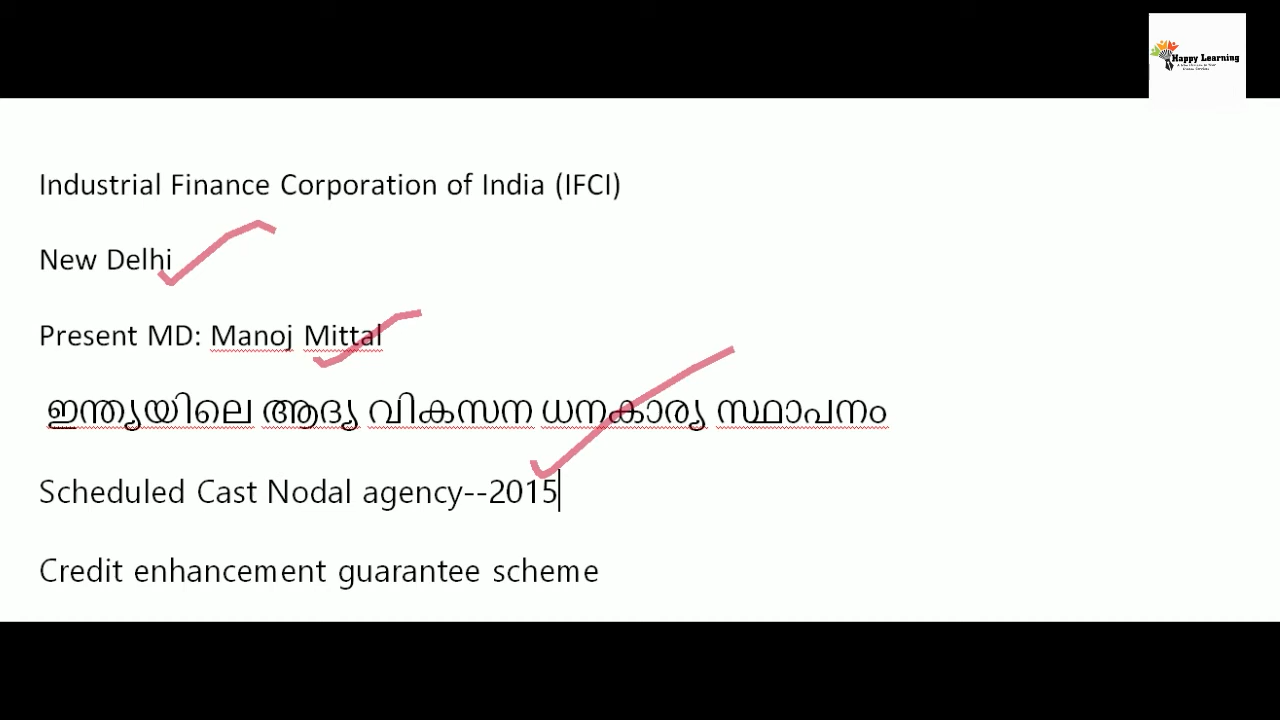 Happy Learning
Industrial Finance Corporation of India (IFCI)
New Delhi
Present MD: Manoj Mittal
ഇന്ത്യയിലെ ആദ്യ വികസന ധനകാര്യ സ്ഥാപനം
Scheduled Cast Nodal agency--2015
Credit enhancement guarantee scheme